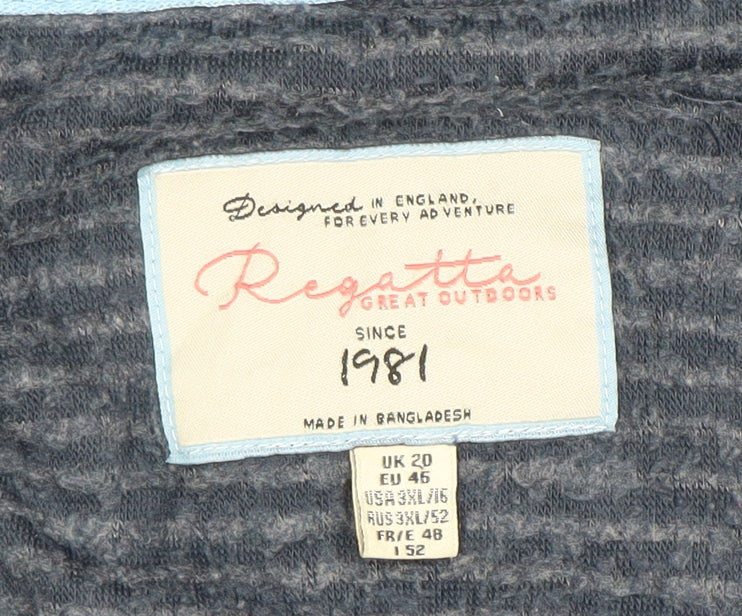 Designed IN ENGLAND,
FOR EVERY ADVENTURE
Regatta
GREAT OUTDOORS
SINCE
1981
MADE IN BANGLADESH
UK 20
EU 46
USA 3XL/16
RUS 3XL/52
FR/E 48
I 52